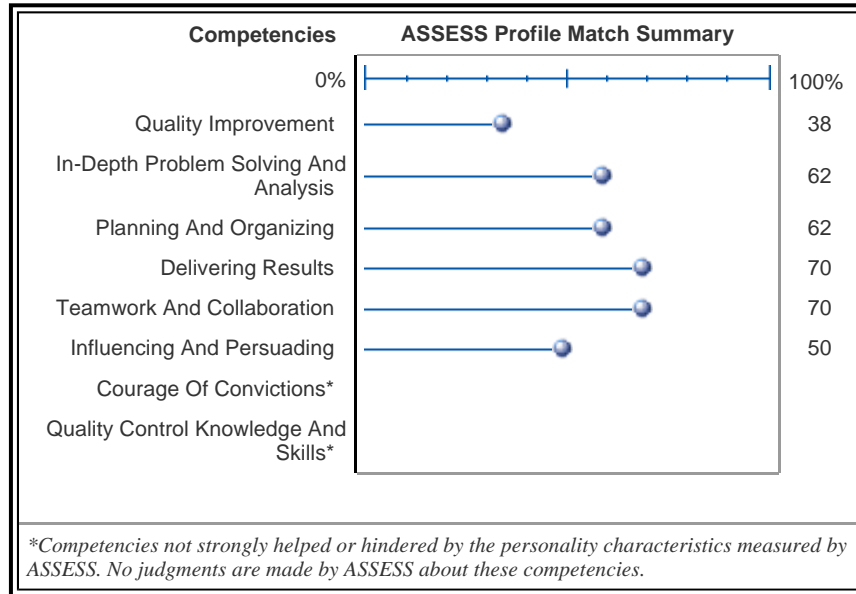 Competencies ASSESS Profile Match Summary
0% 100%
Quality Improvement 38
In-Depth Problem Solving And
Analysis 62
Planning And Organizing 62
Delivering Results 70
Teamwork And Collaboration 70
Influencing And Persuading 50
Courage Of Convictions*
Quality Control Knowledge And
Skills*
*Competencies not strongly helped or hindered by the personality characteristics measured by
ASSESS. No judgments are made by ASSESS about these competencies.